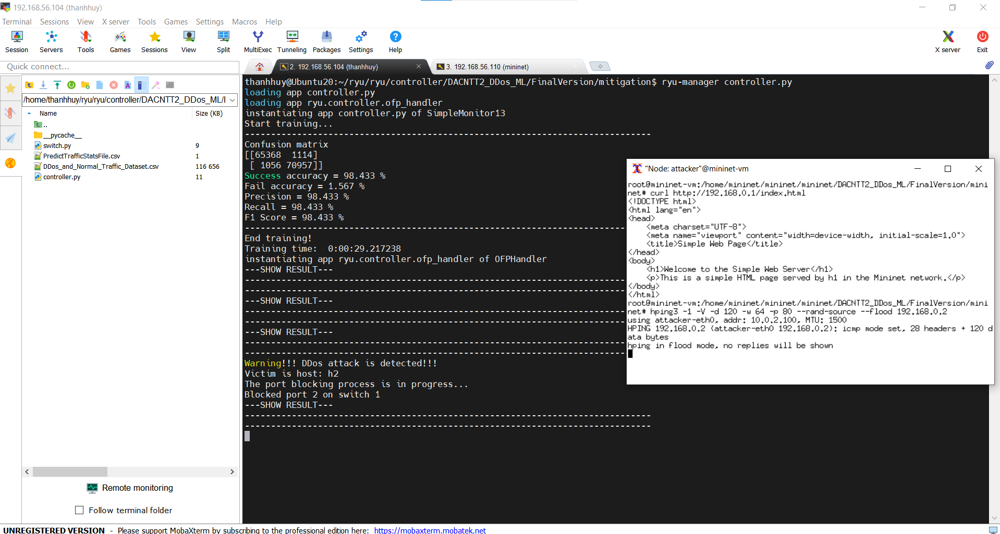 192.168.56.104 (thanhhuy)
Terminal Sessions View X server Tools Games Settings Macros Help
Session Servers Tools Games Sessions View Split MultiExec Tunneling Packages Settings Help X server Exit
Quick connect...
2. 192.168.56.104 (thanhhuy)
3. 192.168.56.110 (mininet)
/home/thanhhuy/ryu/ryu/controller/DACNTT2_DDos_ML/I
Name Size (KB)
..
__pycache__
switch.py 9
PredictTrafficStatsFile.csv 1
DDos_and_Normal_Traffic_Dataset.csv 116 656
controller.py 11
Remote monitoring
Follow terminal folder
thanhhuy@Ubuntu20:~/ryu/ryu/controller/DACNTT2_DDos_ML/FinalVersion/mitigation$ ryu-manager controller.py
loading app controller.py
loading app ryu.controller.ofp_handler
instantiating app controller.py of SimpleMonitor13
Start training...
------------------------------------------------------------------------------
Confusion matrix
[[65368  1114]
 [ 1056 70957]]
Success accuracy = 98.433 %
Fail accuracy = 1.567 %
Precision = 98.433 %
Recall = 98.433 %
F1 Score = 98.433 %
------------------------------------------------------------------------------
End training!
Training time:  0:00:29.217238
instantiating app ryu.controller.ofp_handler of OFPHandler
---SHOW RESULT---
------------------------------------------------------------------------------
------------------------------------------------------------------------------
---SHOW RESULT---
------------------------------------------------------------------------------
------------------------------------------------------------------------------
---SHOW RESULT---
------------------------------------------------------------------------------
------------------------------------------------------------------------------
Warning!!! DDos attack is detected!!!
Victim is host: h2
The port blocking process is in progress...
Blocked port 2 on switch 1
---SHOW RESULT---
------------------------------------------------------------------------------
------------------------------------------------------------------------------
"Node: attacker"@mininet-vm
root@mininet-vm:/home/mininet/mininet/mininet/DACNTT2_DDos_ML/FinalVersion/mini
net# curl http://192.168.0.1/index.html
<!DOCTYPE html>
<html lang="en">
<head>
    <meta charset="UTF-8">
    <meta name="viewport" content="width=device-width, initial-scale=1.0">
    <title>Simple Web Page</title>
</head>
<body>
    <h1>Welcome to the Simple Web Server</h1>
    <p>This is a simple HTML page served by h1 in the Mininet network.</p>
</body>
</html>
root@mininet-vm:/home/mininet/mininet/mininet/DACNTT2_DDos_ML/FinalVersion/mini
net# hping3 -1 -V -d 120 -w 64 -p 80 --rand-source --flood 192.168.0.2
using attacker-eth0, addr: 10.0.2.100, MTU: 1500
HPING 192.168.0.2 (attacker-eth0 192.168.0.2): icmp mode set, 28 headers + 120 d
ata bytes
hping in flood mode, no replies will be shown
UNREGISTERED VERSION - Please support MobaXterm by subscribing to the professional edition here: https://mobaxterm.mobatek.net